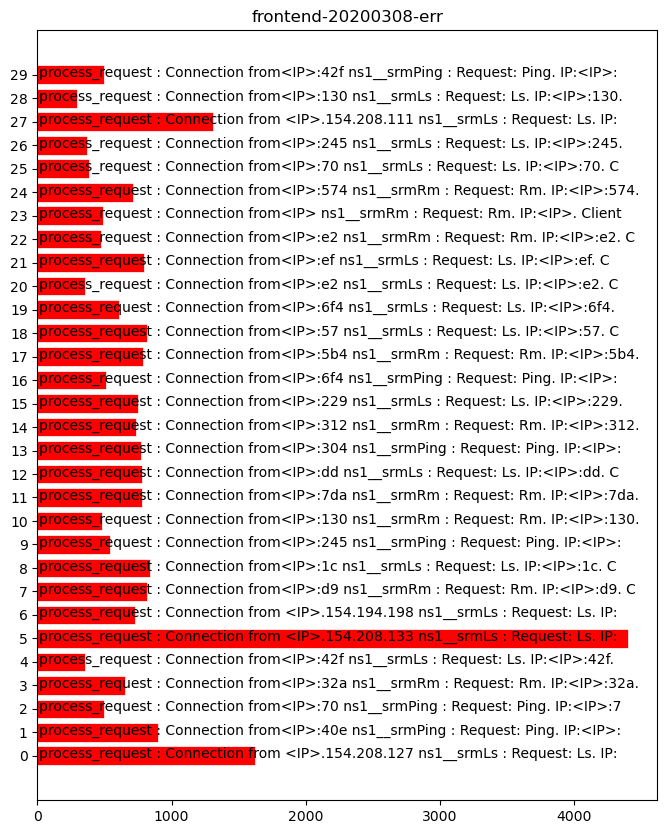 frontend-20200308-err
29 process_request : Connection from<IP>:42f ns1__srmPing : Request: Ping. IP:<IP>:
28 process_request : Connection from<IP>:130 ns1__srmLs : Request: Ls. IP:<IP>:130.
27 process_request : Connection from <IP>.154.208.111 ns1__srmLs : Request: Ls. IP:
26 process_request : Connection from<IP>:245 ns1__srmLs : Request: Ls. IP:<IP>:245.
25 process_request : Connection from<IP>:70 ns1__srmLs : Request: Ls. IP:<IP>:70. C
24 process_request : Connection from<IP>:574 ns1__srmRm : Request: Rm. IP:<IP>:574.
23 process_request : Connection from<IP> ns1__srmRm : Request: Rm. IP:<IP>. Client
22 process_request : Connection from<IP>:e2 ns1__srmRm : Request: Rm. IP:<IP>:e2. C
21 process_request : Connection from<IP>:ef ns1__srmLs : Request: Ls. IP:<IP>:ef. C
20 process_request : Connection from<IP>:e2 ns1__srmLs : Request: Ls. IP:<IP>:e2. C
19 process_request : Connection from<IP>:6f4 ns1__srmLs : Request: Ls. IP:<IP>:6f4.
18 process_request : Connection from<IP>:57 ns1__srmLs : Request: Ls. IP:<IP>:57. C
17 process_request : Connection from<IP>:5b4 ns1__srmRm : Request: Rm. IP:<IP>:5b4.
16 process_request : Connection from<IP>:6f4 ns1__srmPing : Request: Ping. IP:<IP>:
15 process_request : Connection from<IP>:229 ns1__srmLs : Request: Ls. IP:<IP>:229.
14 process_request : Connection from<IP>:312 ns1__srmRm : Request: Rm. IP:<IP>:312.
13 process_request : Connection from<IP>:304 ns1__srmPing : Request: Ping. IP:<IP>:
12 process_request : Connection from<IP>:dd ns1__srmLs : Request: Ls. IP:<IP>:dd. C
11 process_request : Connection from<IP>:7da ns1__srmRm : Request: Rm. IP:<IP>:7da.
10 process_request : Connection from<IP>:130 ns1__srmRm : Request: Rm. IP:<IP>:130.
9 process_request : Connection from<IP>:245 ns1__srmPing : Request: Ping. IP:<IP>:
8 process_request : Connection from<IP>:1c ns1__srmLs : Request: Ls. IP:<IP>:1c. C
7 process_request : Connection from<IP>:d9 ns1__srmRm : Request: Rm. IP:<IP>:d9. C
6 process_request : Connection from <IP>.154.194.198 ns1__srmLs : Request: Ls. IP:
5 process_request : Connection from <IP>.154.208.133 ns1__srmLs : Request: Ls. IP:
4 process_request : Connection from<IP>:42f ns1__srmLs : Request: Ls. IP:<IP>:42f.
3 process_request : Connection from<IP>:32a ns1__srmRm : Request: Rm. IP:<IP>:32a.
2 process_request : Connection from<IP>:70 ns1__srmPing : Request: Ping. IP:<IP>:7
1 process_request : Connection from<IP>:40e ns1__srmPing : Request: Ping. IP:<IP>:
0 process_request : Connection from <IP>.154.208.127 ns1__srmLs : Request: Ls. IP:
0 1000 2000 3000 4000